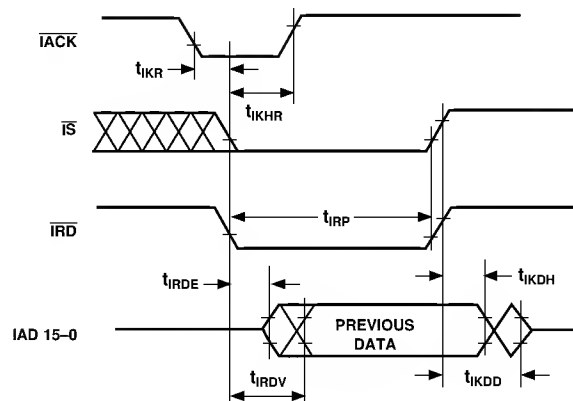 IACK
tIKR
tIKHR
IS
tIRP
IRD
tIRDE
tIKDH
IAD 15–0
PREVIOUS
DATA
tIKDD
tIRDV